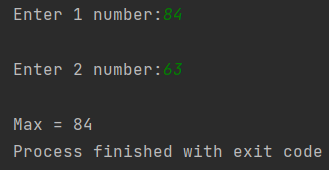 Enter 1 number:84
Enter 2 number:63
Max = 84
Process finished with exit code